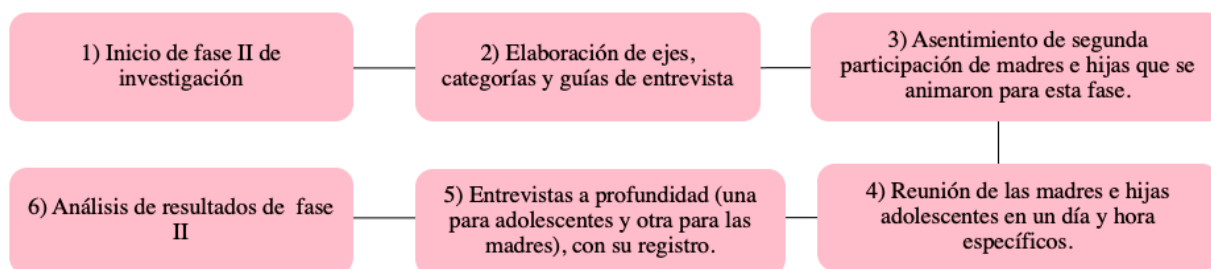 1) Inicio de fase II de
investigación
2) Elaboración de ejes,
categorías y guías de entrevista
3) Asentimiento de segunda
participación de madres e hijas que se
animaron para esta fase.
4) Reunión de las madres e hijas
adolescentes en un día y hora
específicos.
5) Entrevistas a profundidad (una
para adolescentes y otra para las
madres), con su registro.
6) Análisis de resultados de fase
II